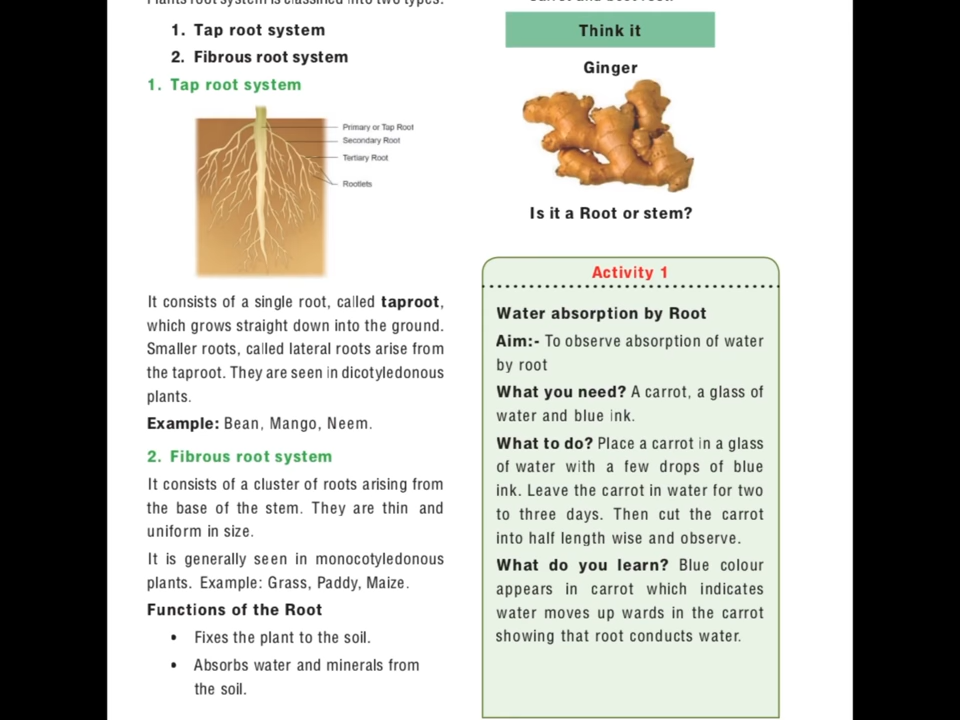 Plants root system is classified into two types.
1. Tap root system
2. Fibrous root system
1. Tap root system
Primary or Tap Root
Secondary Root
Tertiary Root
Rootlets
It consists of a single root, called taproot,
which grows straight down into the ground.
Smaller roots, called lateral roots arise from
the taproot. They are seen in dicotyledonous
plants.
Example: Bean, Mango, Neem.
2. Fibrous root system
It consists of a cluster of roots arising from
the base of the stem. They are thin and
uniform in size.
It is generally seen in monocotyledonous
plants. Example: Grass, Paddy, Maize.
Functions of the Root
• Fixes the plant to the soil.
• Absorbs water and minerals from
the soil.
Think it
Ginger
Is it a Root or stem?
Activity 1
Water absorption by Root
Aim:- To observe absorption of water
by root
What you need? A carrot, a glass of
water and blue ink.
What to do? Place a carrot in a glass
of water with a few drops of blue
ink. Leave the carrot in water for two
to three days. Then cut the carrot
into half length wise and observe.
What do you learn? Blue colour
appears in carrot which indicates
water moves up wards in the carrot
showing that root conducts water.